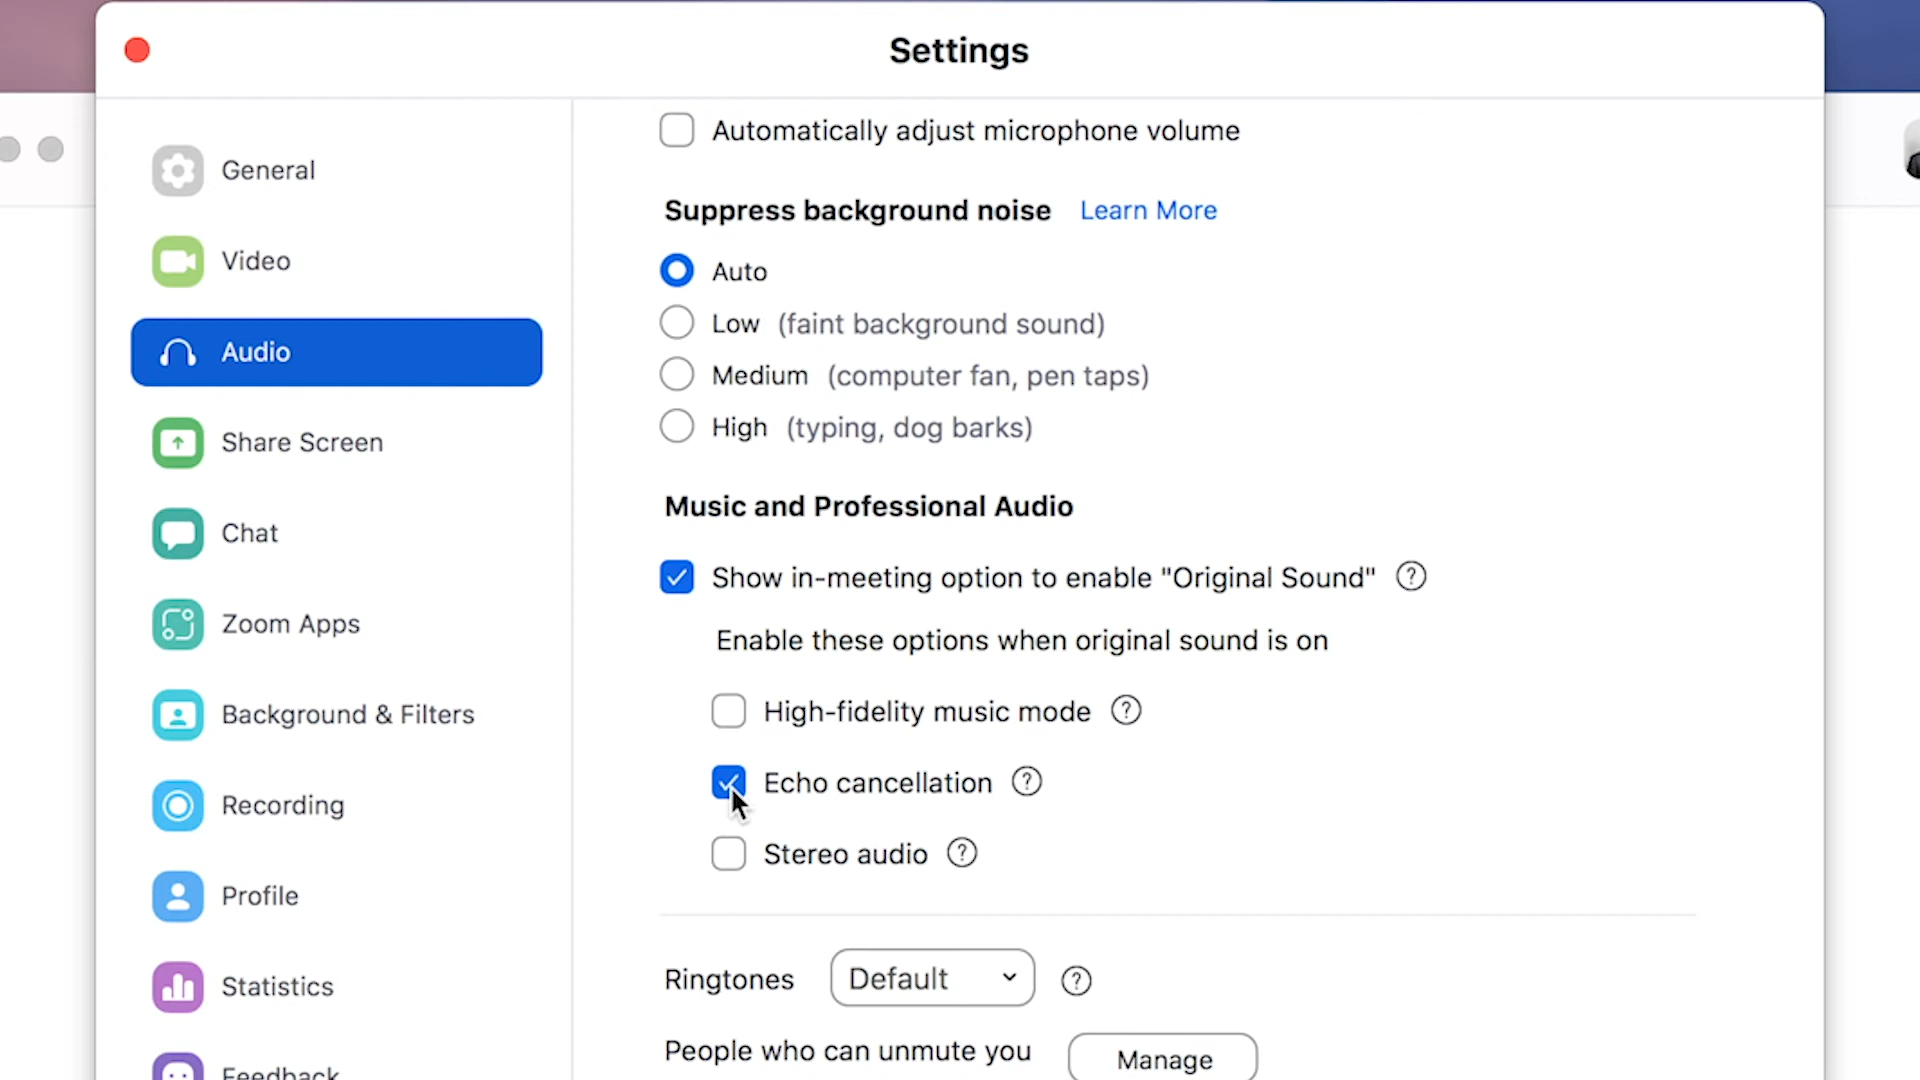 Settings
General
Video
Audio
Share Screen
Chat
Zoom Apps
Background & Filters
Recording
Profile
Statistics
Feedback
Automatically adjust microphone volume
Suppress background noise Learn More
Auto
Low (faint background sound)
Medium (computer fan, pen taps)
High (typing, dog barks)
Music and Professional Audio
Show in-meeting option to enable "Original Sound" ?
Enable these options when original sound is on
High-fidelity music mode ?
Echo cancellation ?
Stereo audio ?
Ringtones Default ?
People who can unmute you Manage